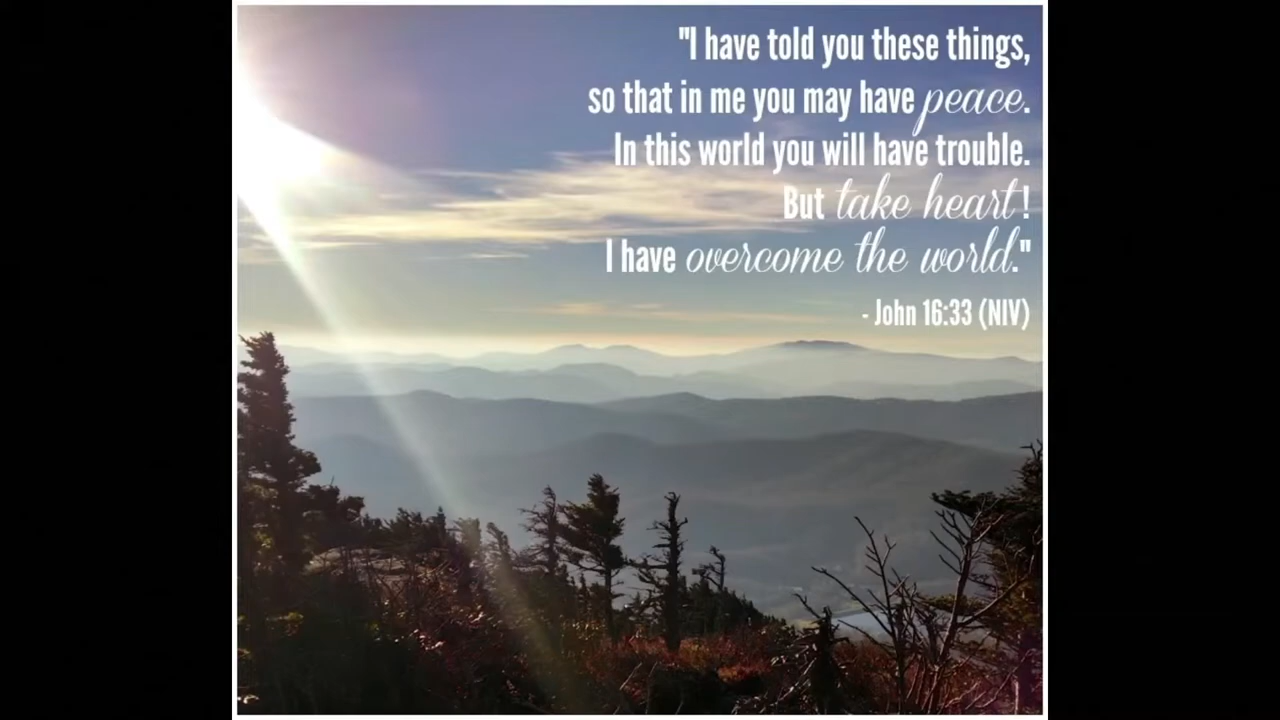 "I have told you these things,
so that in me you may have peace.
In this world you will have trouble.
But take heart!
I have overcome the world."
- John 16:33 (NIV)